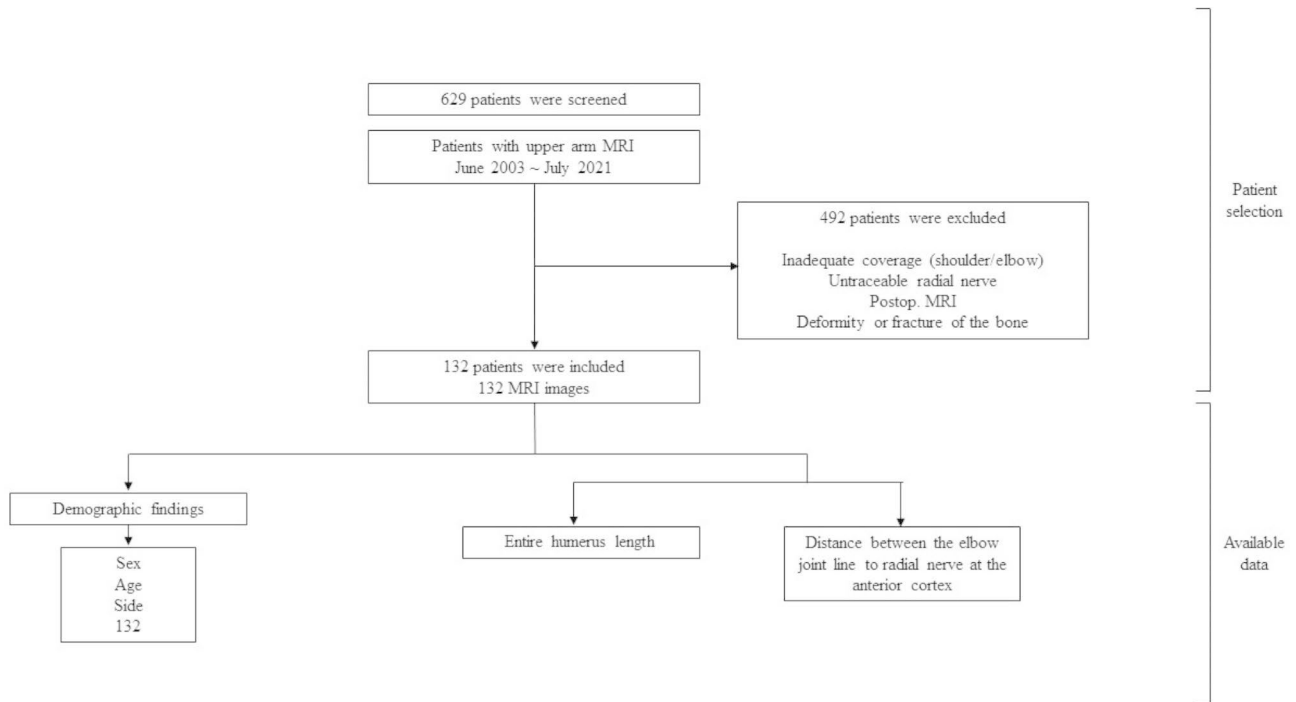 629 patients were screened
Patients with upper arm MRI
June 2003 ~ July 2021
Patient
selection
492 patients were excluded
Inadequate coverage (shoulder/elbow)
Untraceable radial nerve
Postop. MRI
Deformity or fracture of the bone
132 patients were included
132 MRI images
Demographic findings
Sex
Age
Side
132
Entire humerus length
Distance between the elbow
joint line to radial nerve at the
anterior cortex
Available
data